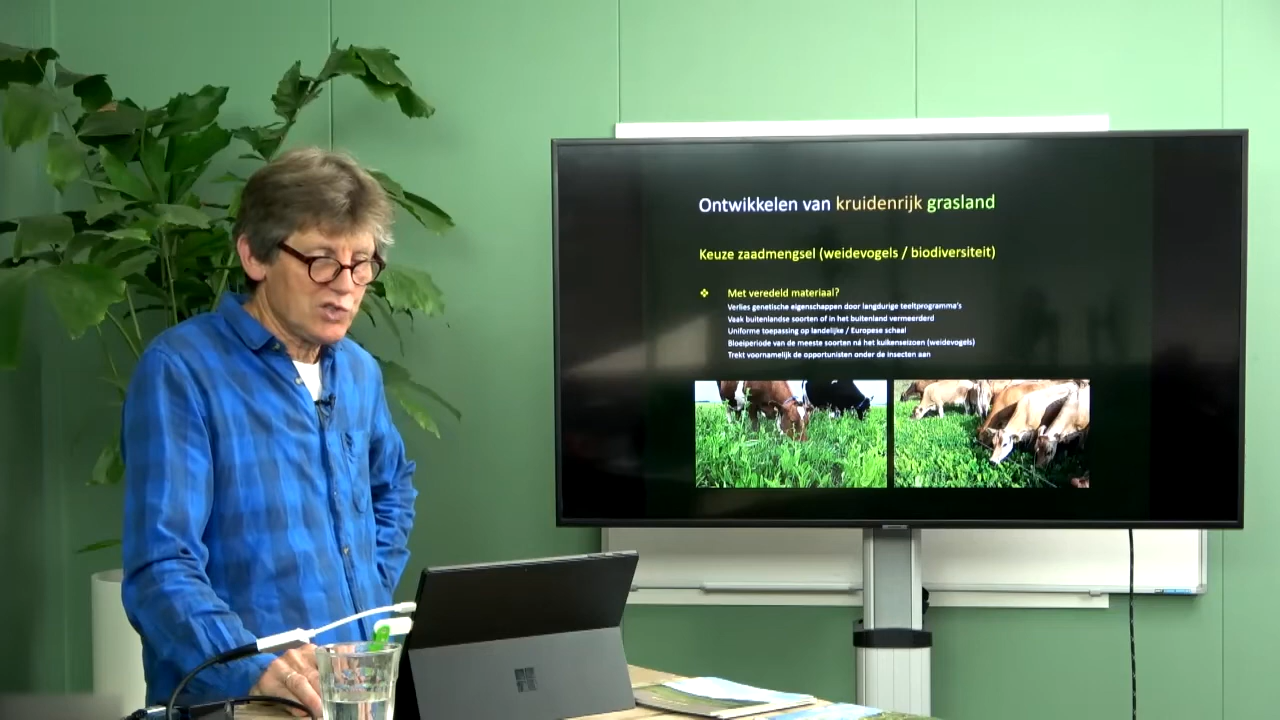 Ontwikkelen van kruidenrijk grasland
Keuze zaadmengsel (weidevogels / biodiversiteit)
❖ Met veredeld materiaal?
Verlies genetische eigenschappen door langdurige teeltprogramma's
Vaak buitenlandse soorten of in het buitenland vermeerderd
Uniforme toepassing op landelijke / Europese schaal
Bloeiperiode van de meeste soorten ná het kuikenseizoen (weidevogels)
Trekt voornamelijk de opportunisten onder de insecten aan